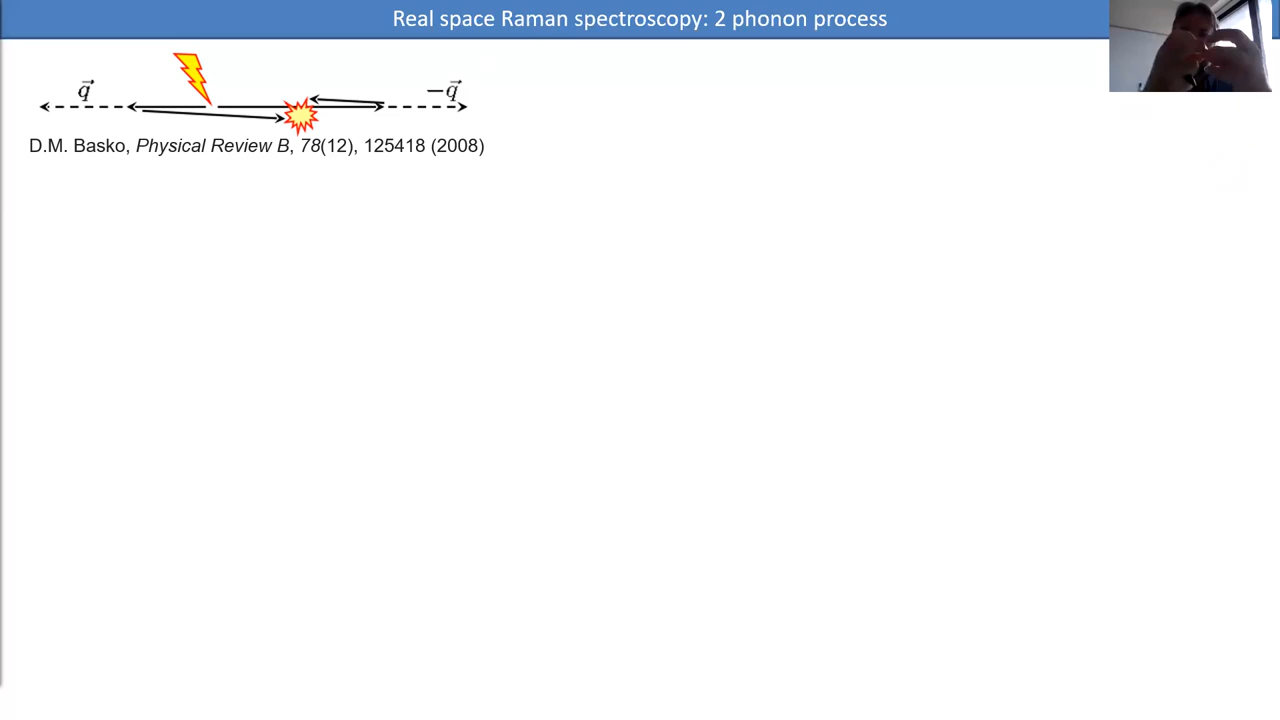 Real space Raman spectroscopy: 2 phonon process
q⃗ −q⃗
D.M. Basko, Physical Review B, 78(12), 125418 (2008)